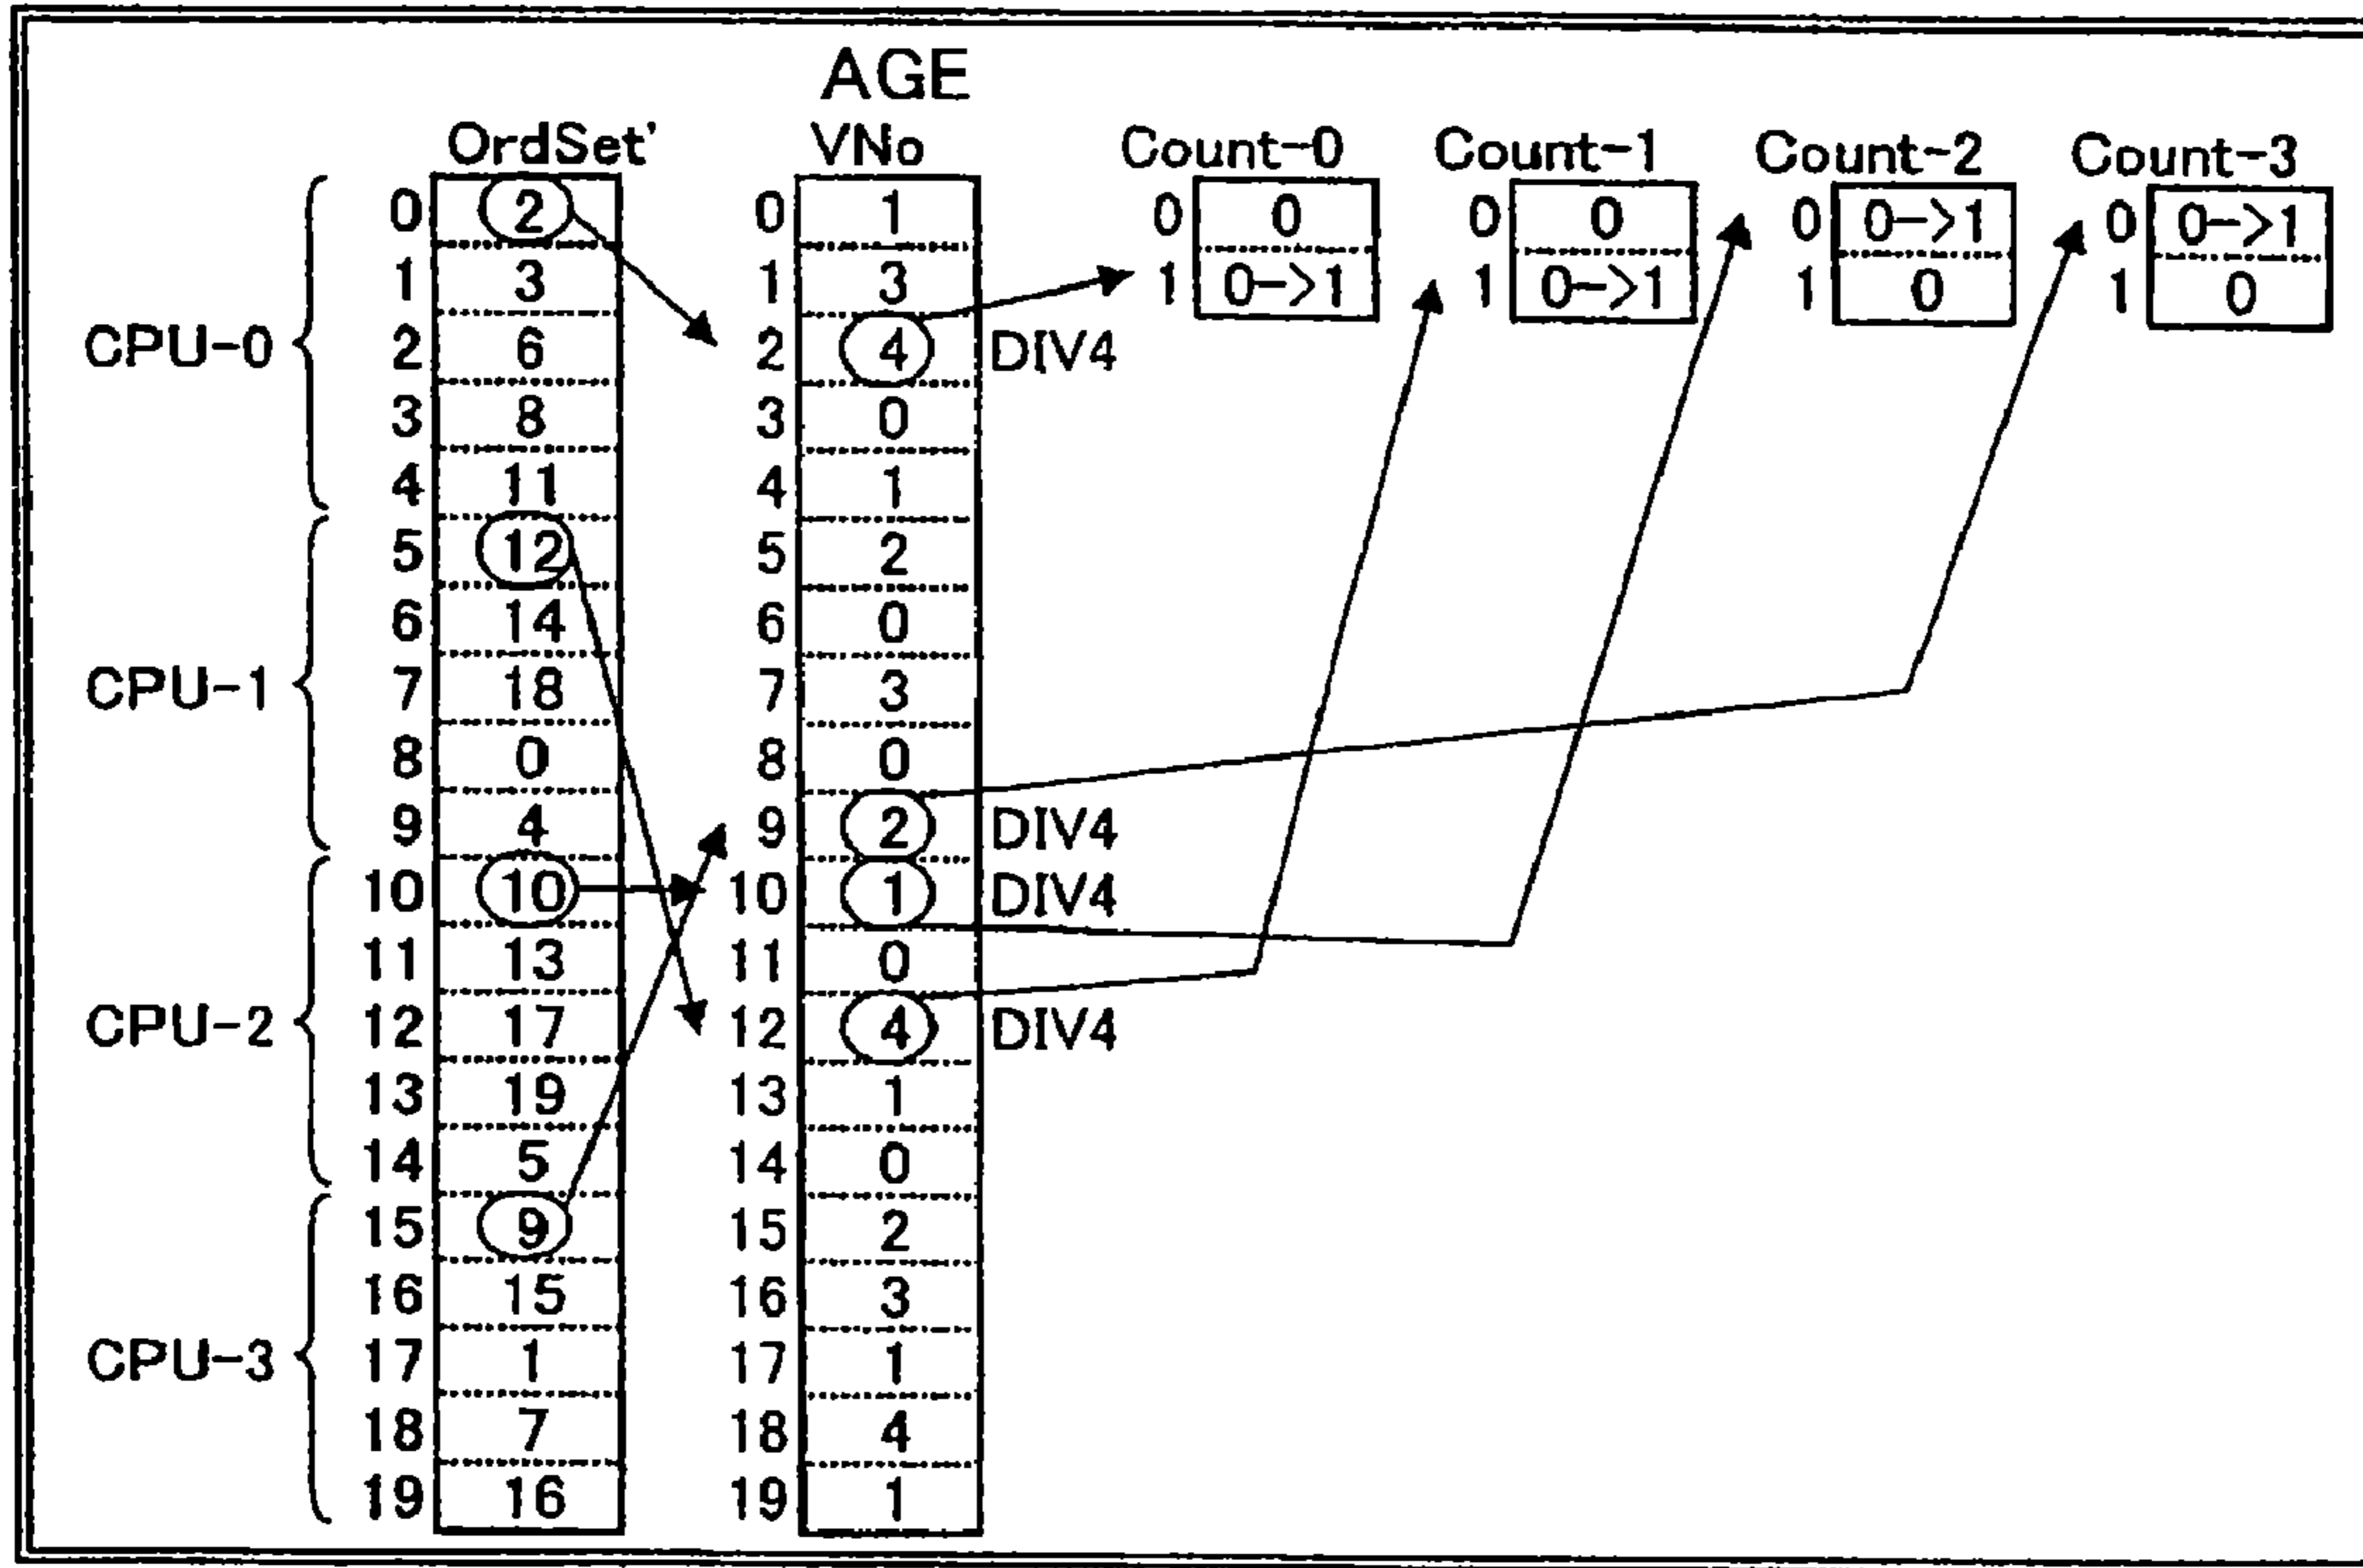 AGE
OrdSet' VNo Count-0 Count-1 Count-2 Count-3
0 2 0 1 0 0 0 0 0 0->1 0 0->1
1 3 1 3 1 0->1 1 0->1 1 0 1 0
CPU-0 2 6 2 4 DIV4
3 8 3 0
4 11 4 1
5 12 5 2
6 14 6 0
CPU-1 7 18 7 3
8 0 8 0
9 4 9 2 DIV4
10 10 10 1 DIV4
11 13 11 0
CPU-2 12 17 12 4 DIV4
13 19 13 1
14 5 14 0
15 9 15 2
16 15 16 3
CPU-3 17 1 17 1
18 7 18 4
19 16 19 1